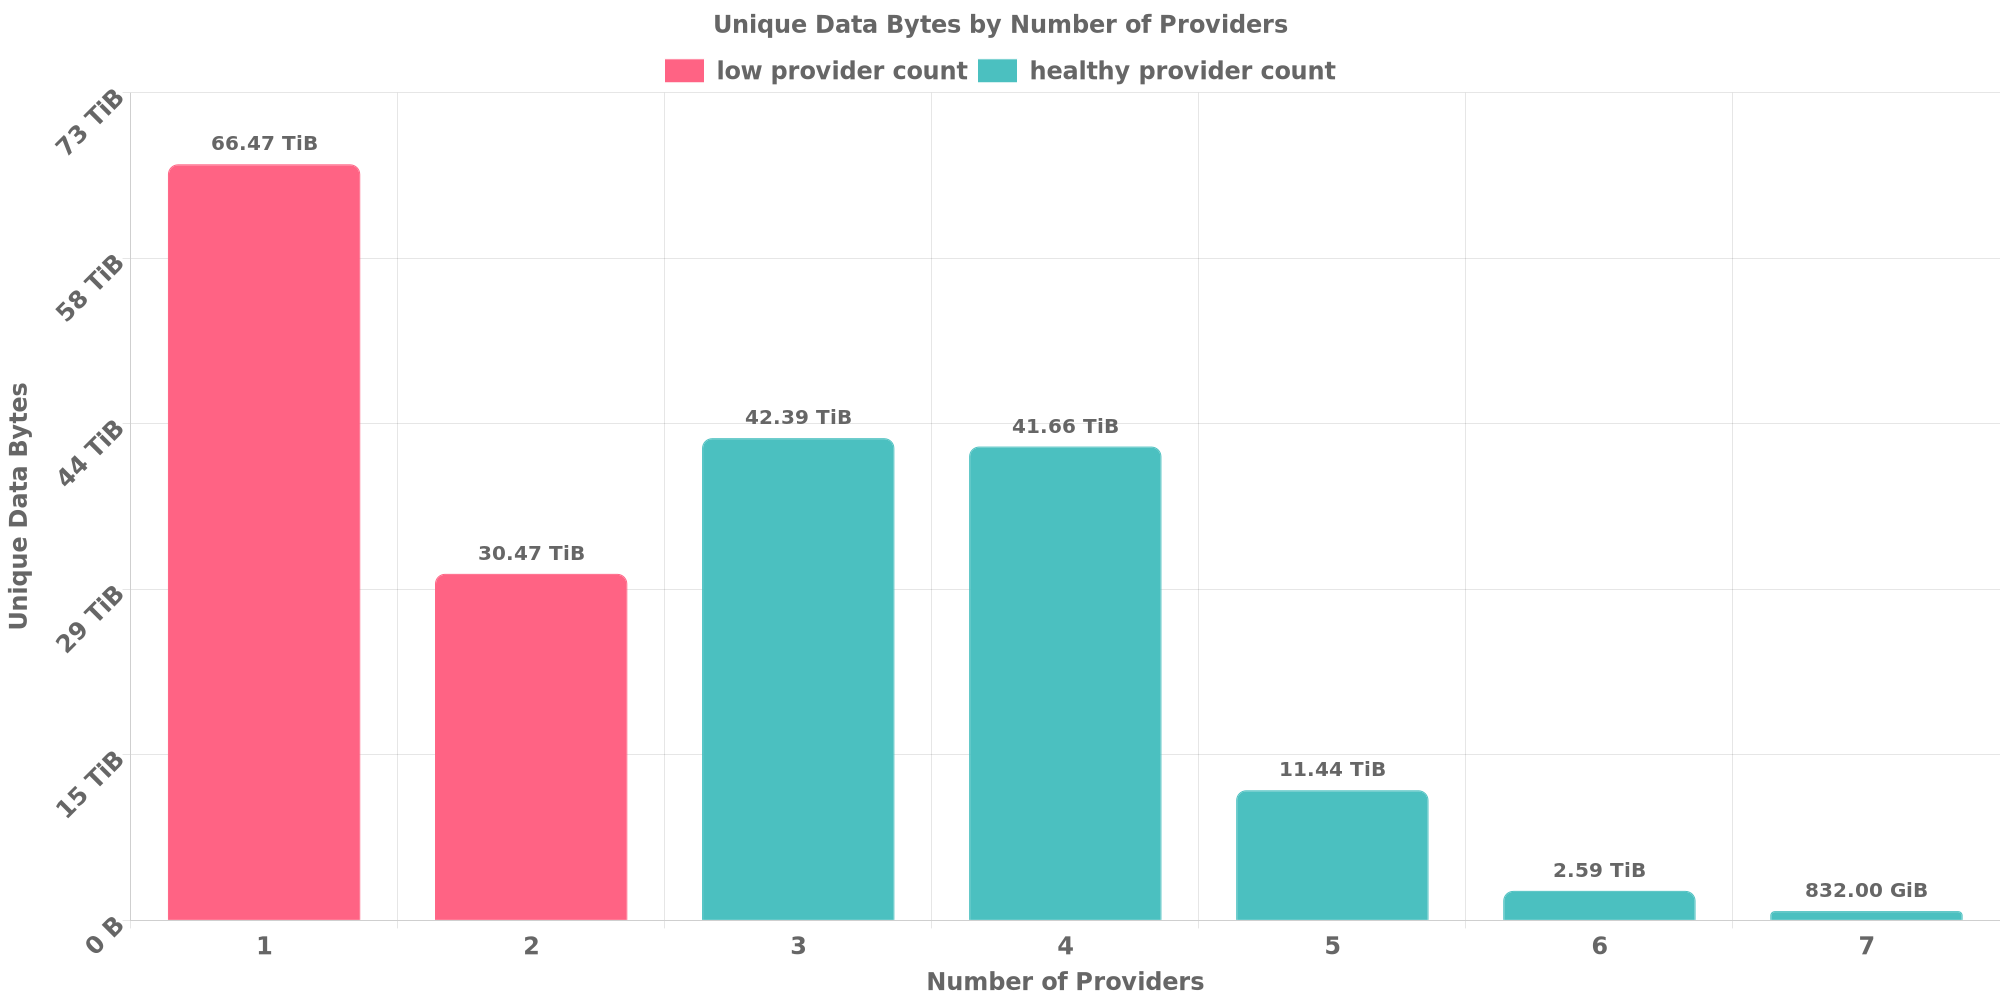 Unique Data Bytes by Number of Providers
low provider count healthy provider count
73 TiB
58 TiB
44 TiB
29 TiB
15 TiB
0 B
Unique Data Bytes
66.47 TiB
30.47 TiB
42.39 TiB
41.66 TiB
11.44 TiB
2.59 TiB
832.00 GiB
1 2 3 4 5 6 7
Number of Providers